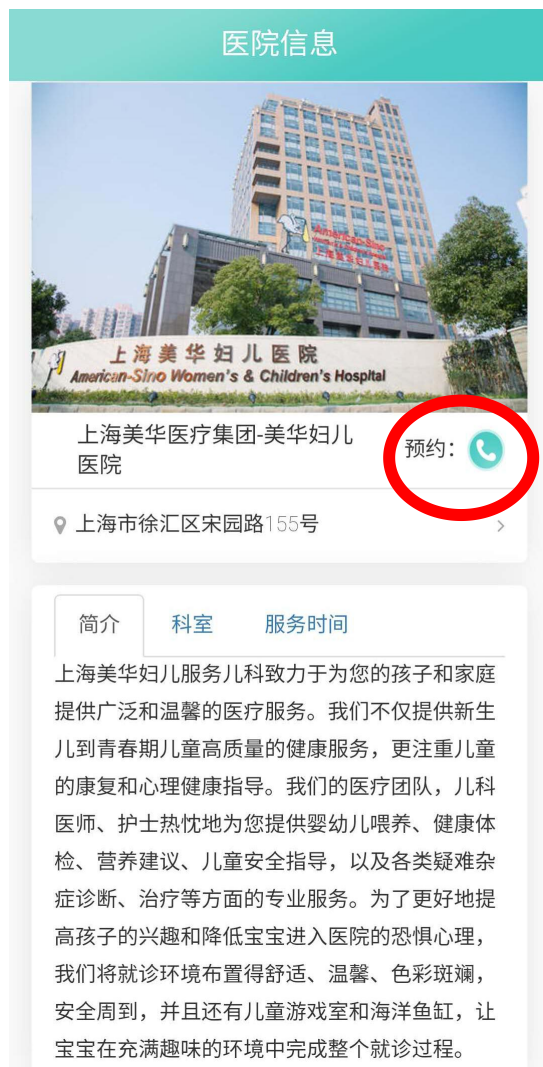 医院信息
American-Sino
上海美华妇儿医院
上海美华妇儿医院
American-Sino Women's & Children's Hospital
上海美华医疗集团-美华妇儿
医院
预约：
上海市徐汇区宋园路155号
简介 科室 服务时间
上海美华妇儿服务儿科致力于为您的孩子和家庭
提供广泛和温馨的医疗服务。我们不仅提供新生
儿到青春期儿童高质量的健康服务，更注重儿童
的康复和心理健康指导。我们的医疗团队，儿科
医师、护士热忱地为您提供婴幼儿喂养、健康体
检、营养建议、儿童安全指导，以及各类疑难杂
症诊断、治疗等方面的专业服务。为了更好地提
高孩子的兴趣和降低宝宝进入医院的恐惧心理，
我们将就诊环境布置得舒适、温馨、色彩斑斓，
安全周到，并且还有儿童游戏室和海洋鱼缸，让
宝宝在充满趣味的环境中完成整个就诊过程。